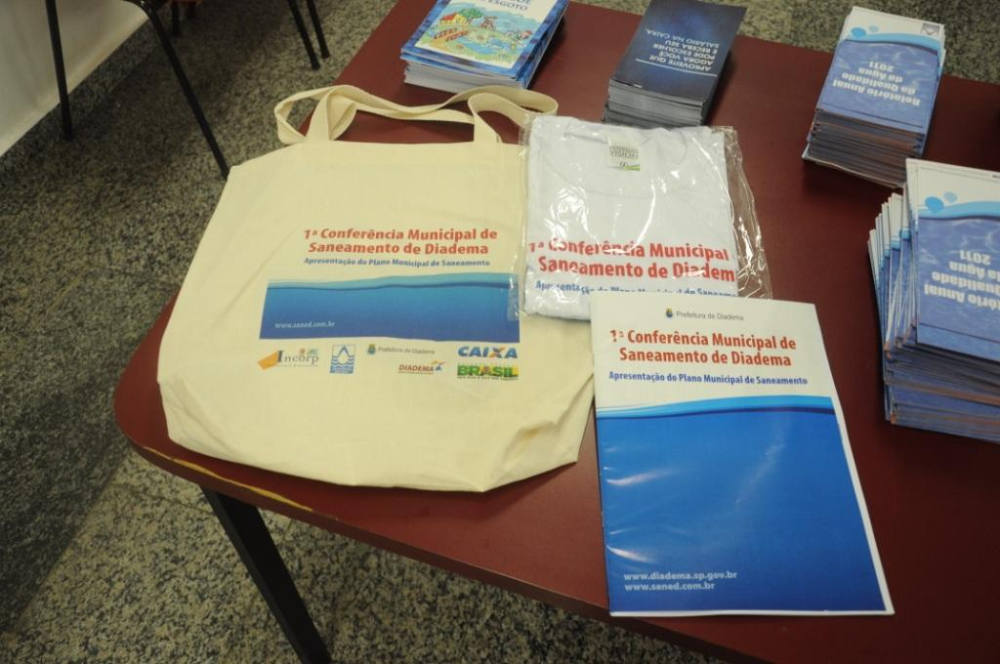 O ESGOTO
APROVEITE QUE
AGORA VOCÊ
PODE ESCOLHER
E RECEBA SEU
SALÁRIO NA CAIXA.
Relatório Anual
da Qualidade
da Água
2011
Relatório Anual
da Qualidade
da Água
2011
1ª Conferência Municipal de
Saneamento de Diadema
Apresentação do Plano Municipal de Saneamento
www.saned.com.br
Incorp
Prefeitura de Diadema
DIADEMA
CAIXA
BRASIL
1ª Conferência Municipal
Saneamento de Diadem
Apresentação do Plano Municipal de Saneam
Prefeitura de Diadema
1ª Conferência Municipal de
Saneamento de Diadema
Apresentação do Plano Municipal de Saneamento
www.diadema.sp.gov.br
www.saned.com.br